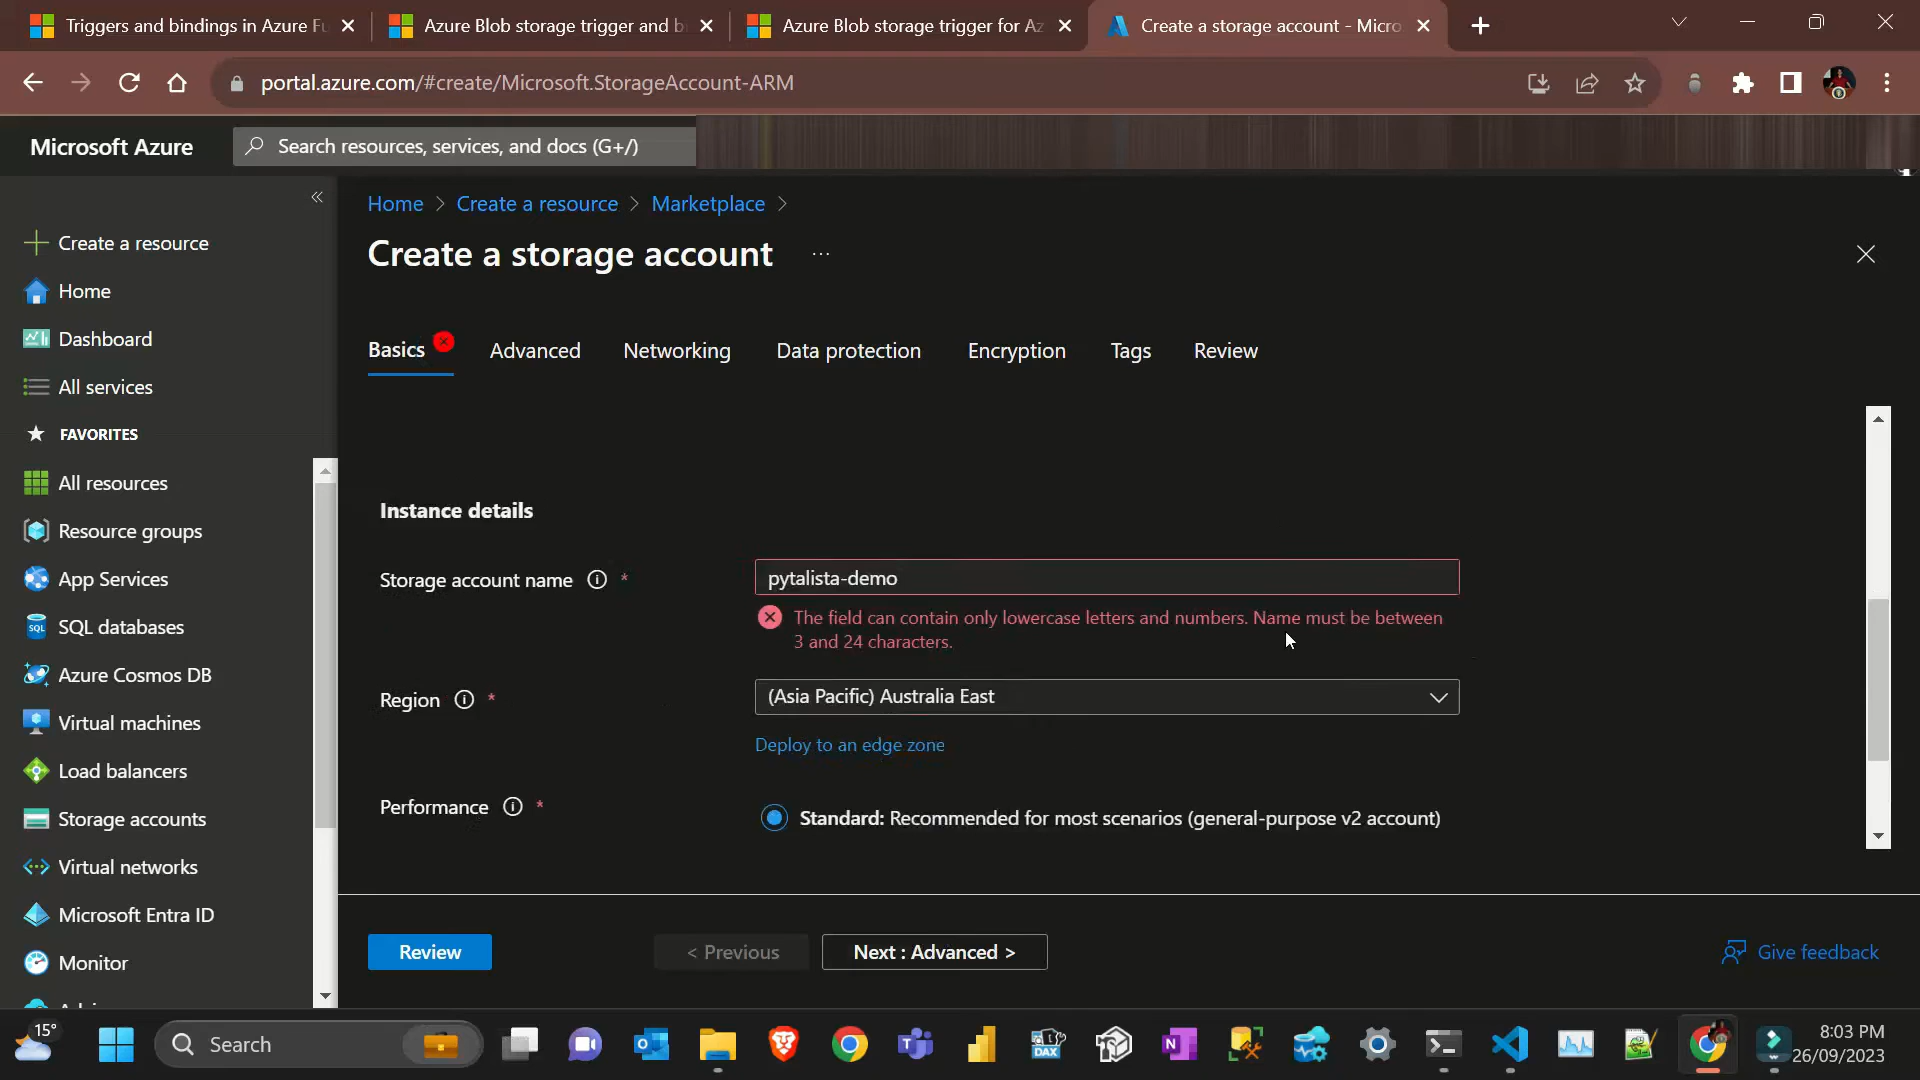 Triggers and bindings in Azure Fu
Azure Blob storage trigger and b
Azure Blob storage trigger for Az
Create a storage account - Micro
portal.azure.com/#create/Microsoft.StorageAccount-ARM
Microsoft Azure
Search resources, services, and docs (G+/)
Home > Create a resource > Marketplace >
Create a storage account ...
Create a resource
Home
Dashboard
All services
FAVORITES
All resources
Resource groups
App Services
SQL databases
Azure Cosmos DB
Virtual machines
Load balancers
Storage accounts
Virtual networks
Microsoft Entra ID
Monitor
Basics
Advanced
Networking
Data protection
Encryption
Tags
Review
Instance details
Storage account name *
pytalista-demo
The field can contain only lowercase letters and numbers. Name must be between
3 and 24 characters.
Region *
(Asia Pacific) Australia East
Deploy to an edge zone
Performance *
Standard: Recommended for most scenarios (general-purpose v2 account)
Review
< Previous
Next : Advanced >
Give feedback
15°
Search
8:03 PM
26/09/2023